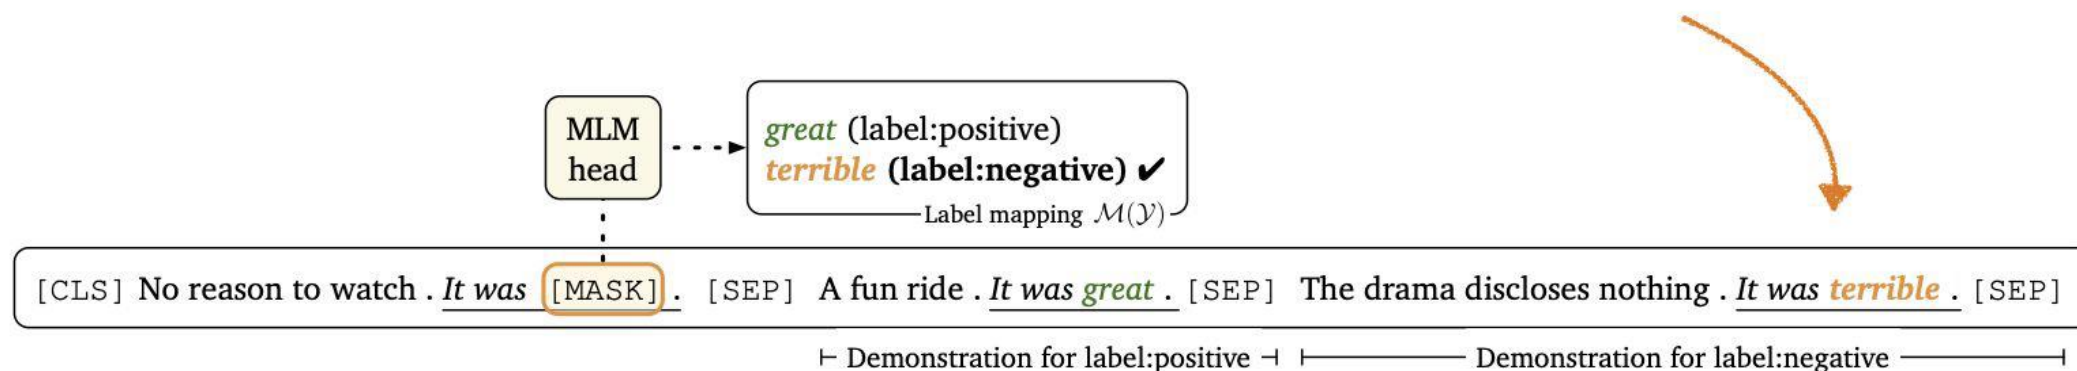 MLM
head
great (label:positive)
terrible (label:negative) ✔
Label mapping ℳ(𝒴)
[CLS] No reason to watch . It was [MASK] . [SEP] A fun ride . It was great . [SEP] The drama discloses nothing . It was terrible . [SEP]
Demonstration for label:positive
Demonstration for label:negative